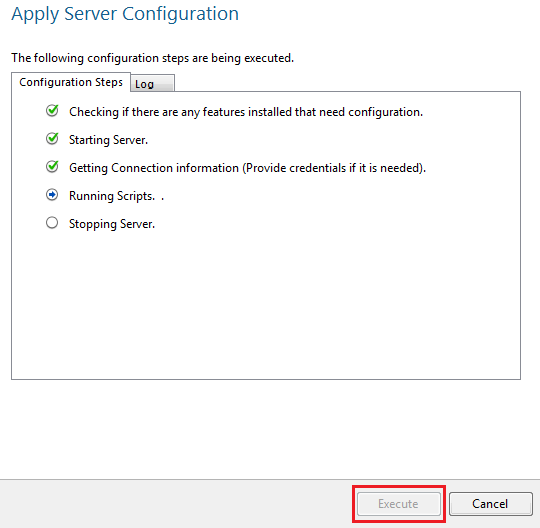 Apply Server Configuration
The following configuration steps are being executed.
Configuration Steps
Log
Checking if there are any features installed that need configuration.
Starting Server.
Getting Connection information (Provide credentials if it is needed).
Running Scripts. .
Stopping Server.
Execute
Cancel